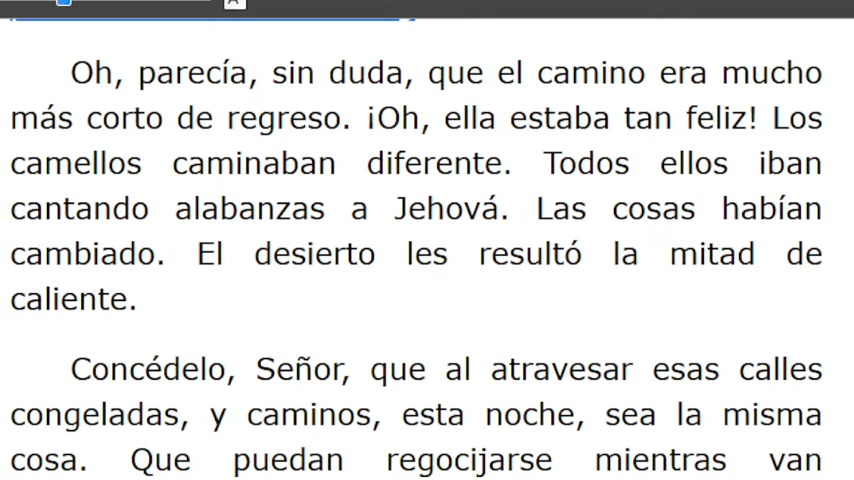 Oh, parecía, sin duda, que el camino era mucho
más corto de regreso. ¡Oh, ella estaba tan feliz! Los
camellos caminaban diferente. Todos ellos iban
cantando alabanzas a Jehová. Las cosas habían
cambiado. El desierto les resultó la mitad de
caliente.
Concédelo, Señor, que al atravesar esas calles
congeladas, y caminos, esta noche, sea la misma
cosa. Que puedan regocijarse mientras van